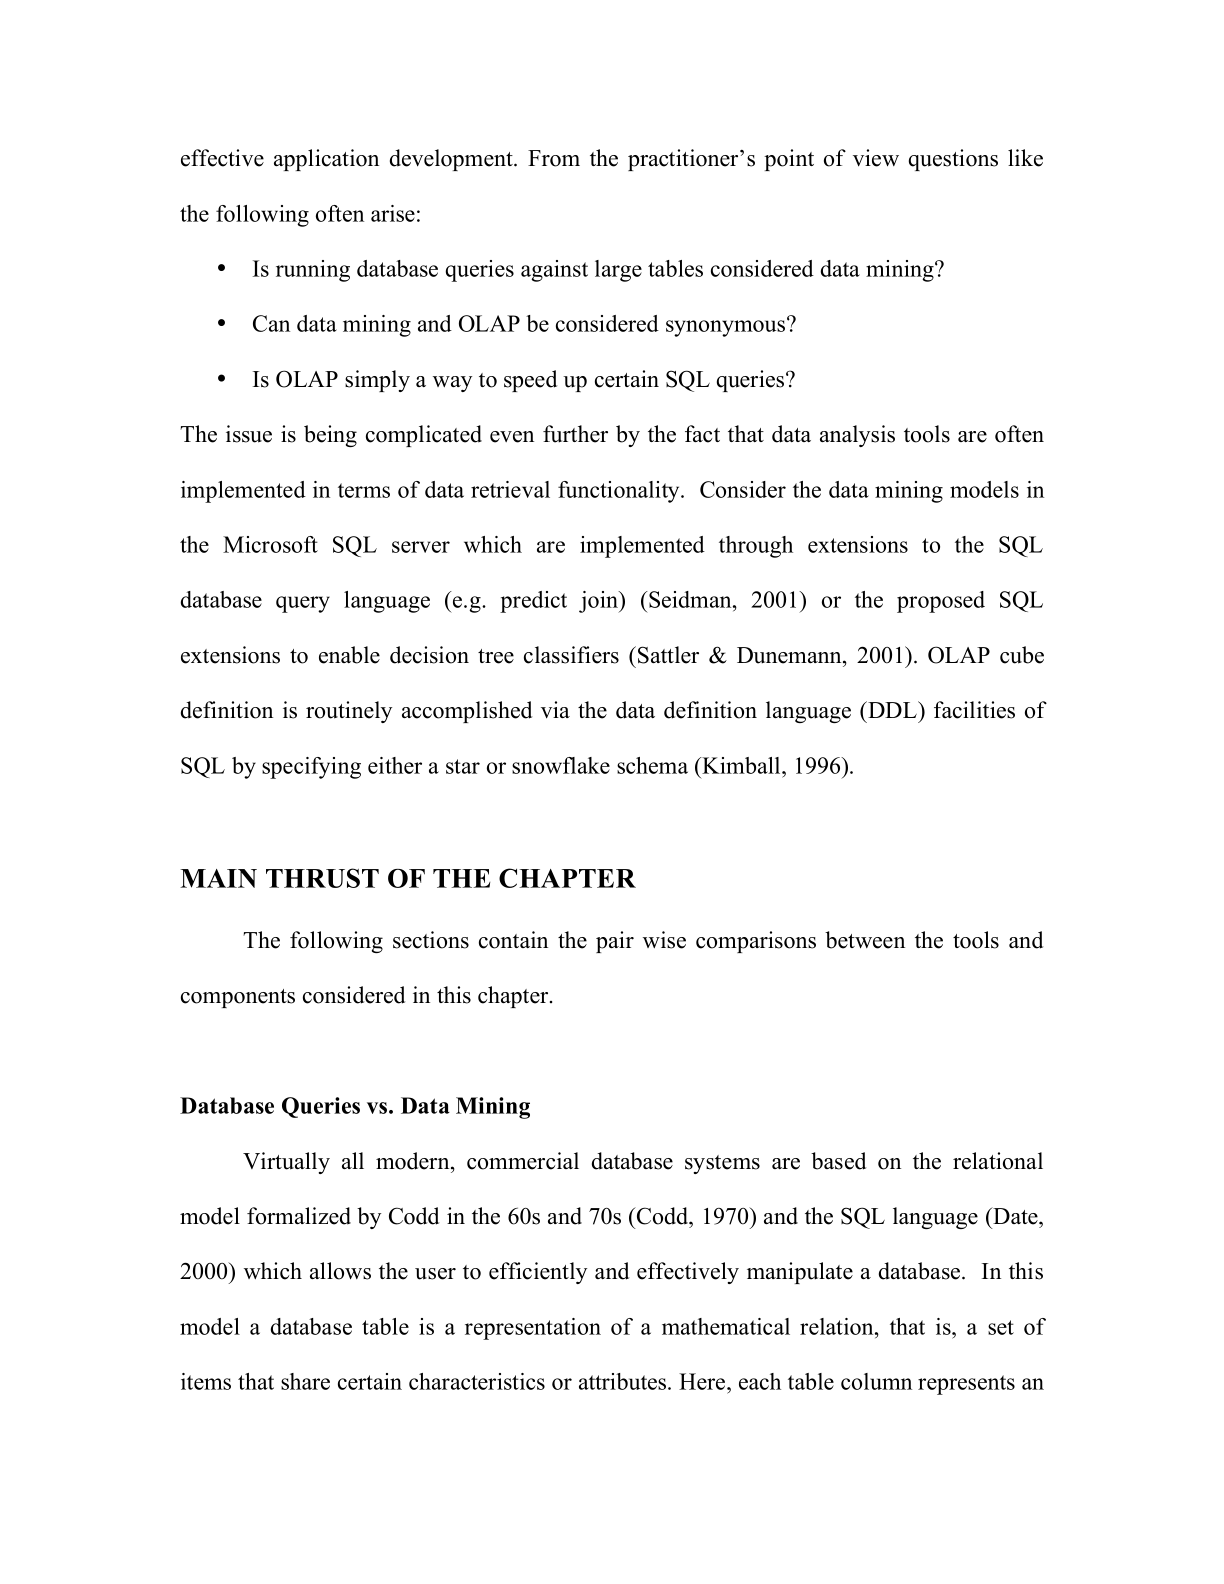 effective application development. From the practitioner’s point of view questions like
the following often arise:
• Is running database queries against large tables considered data mining?
• Can data mining and OLAP be considered synonymous?
• Is OLAP simply a way to speed up certain SQL queries?
The issue is being complicated even further by the fact that data analysis tools are often
implemented in terms of data retrieval functionality.  Consider the data mining models in
the Microsoft SQL server which are implemented through extensions to the SQL
database query language (e.g. predict join) (Seidman, 2001) or the proposed SQL
extensions to enable decision tree classifiers (Sattler & Dunemann, 2001). OLAP cube
definition is routinely accomplished via the data definition language (DDL) facilities of
SQL by specifying either a star or snowflake schema (Kimball, 1996).
MAIN THRUST OF THE CHAPTER
The following sections contain the pair wise comparisons between the tools and
components considered in this chapter.
Database Queries vs. Data Mining
Virtually all modern, commercial database systems are based on the relational
model formalized by Codd in the 60s and 70s (Codd, 1970) and the SQL language (Date,
2000) which allows the user to efficiently and effectively manipulate a database.  In this
model a database table is a representation of a mathematical relation, that is, a set of
items that share certain characteristics or attributes. Here, each table column represents an